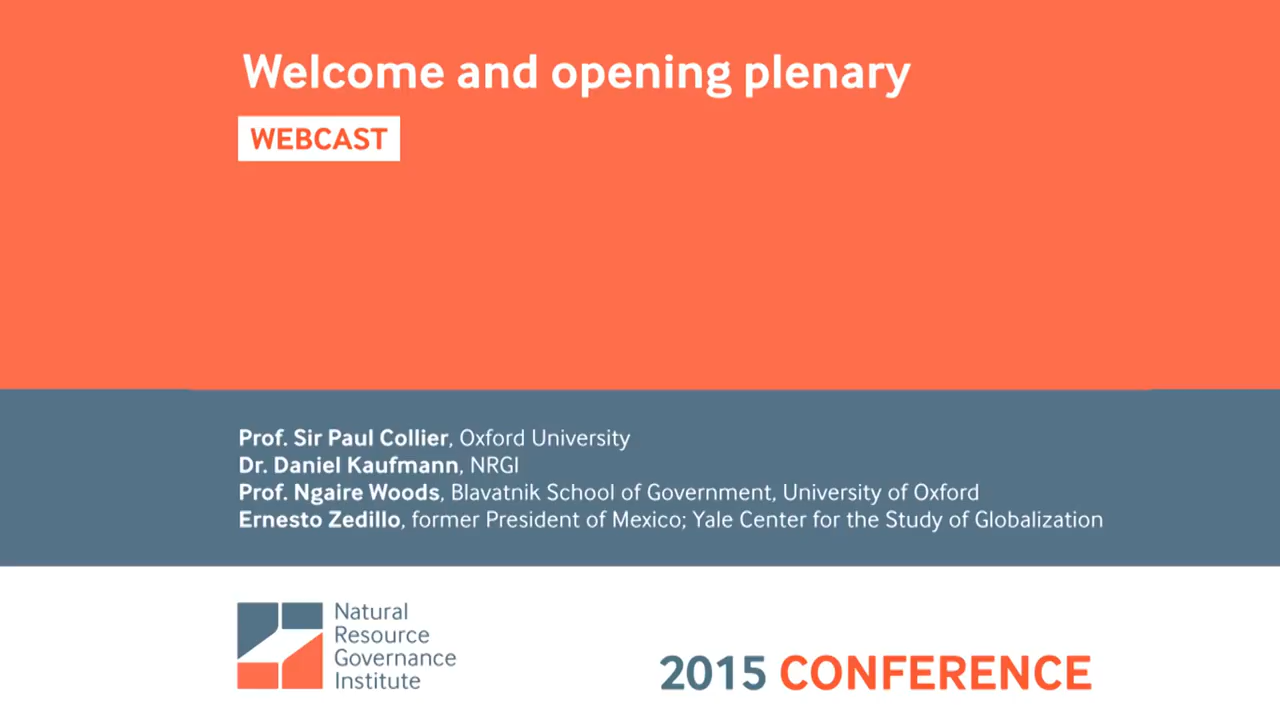 Welcome and opening plenary
WEBCAST
Prof. Sir Paul Collier, Oxford University
Dr. Daniel Kaufmann, NRGI
Prof. Ngaire Woods, Blavatnik School of Government, University of Oxford
Ernesto Zedillo, former President of Mexico; Yale Center for the Study of Globalization
Natural
Resource
Governance
Institute
2015 CONFERENCE